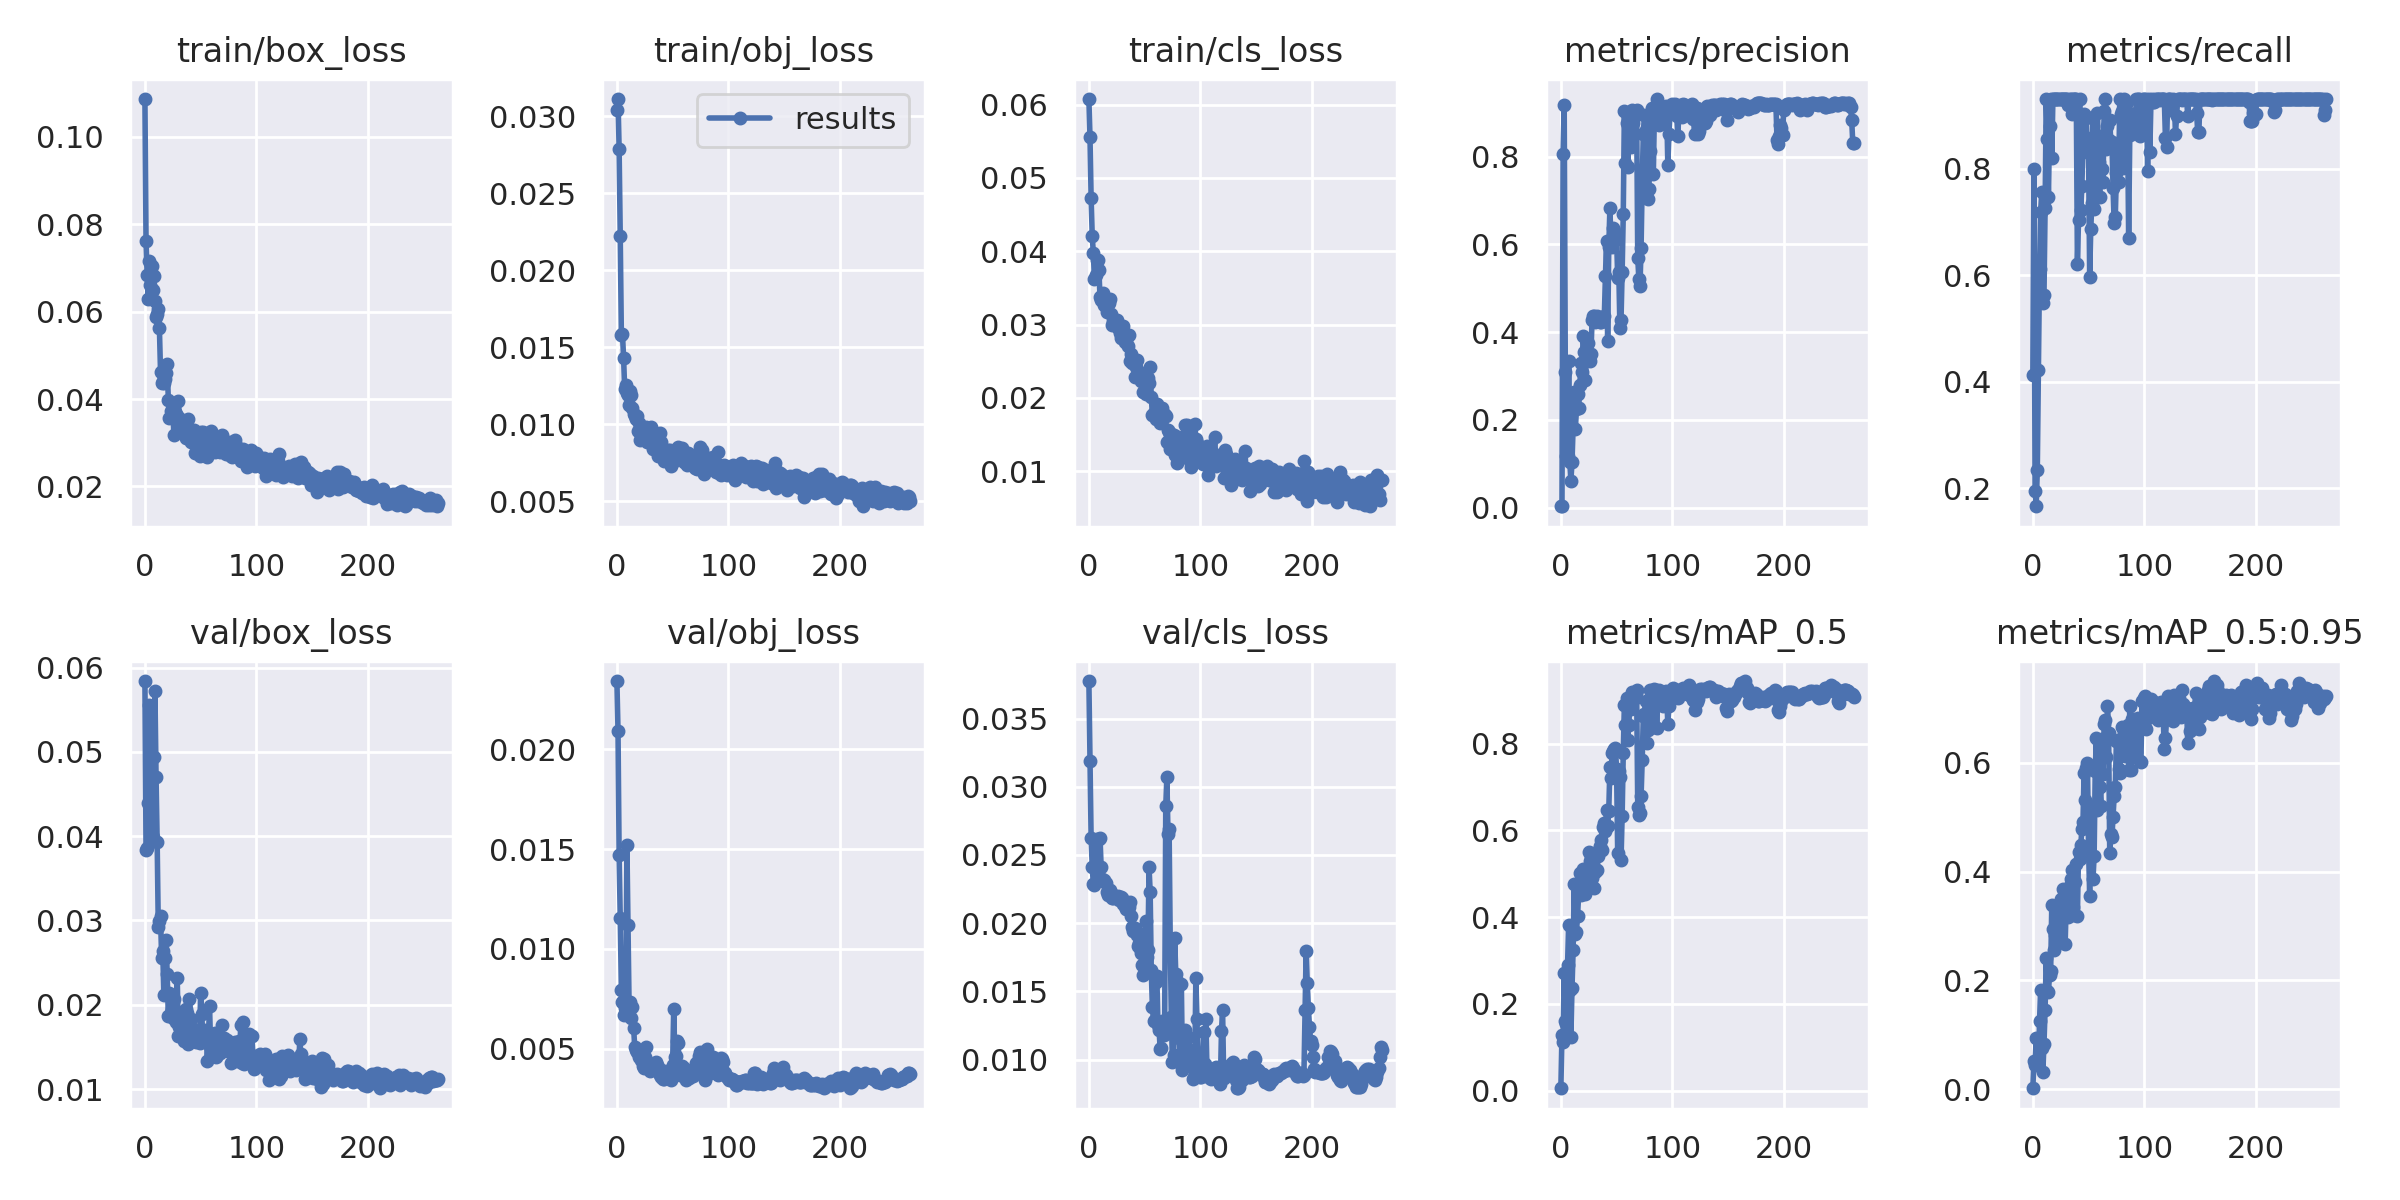 train/box_loss
0.10
0.08
0.06
0.04
0.02
0 100 200
train/obj_loss
results
0.030
0.025
0.020
0.015
0.010
0.005
0 100 200
train/cls_loss
0.06
0.05
0.04
0.03
0.02
0.01
0 100 200
metrics/precision
0.8
0.6
0.4
0.2
0.0
0 100 200
metrics/recall
0.8
0.6
0.4
0.2
0 100 200
val/box_loss
0.06
0.05
0.04
0.03
0.02
0.01
0 100 200
val/obj_loss
0.020
0.015
0.010
0.005
0 100 200
val/cls_loss
0.035
0.030
0.025
0.020
0.015
0.010
0 100 200
metrics/mAP_0.5
0.8
0.6
0.4
0.2
0.0
0 100 200
metrics/mAP_0.5:0.95
0.6
0.4
0.2
0.0
0 100 200